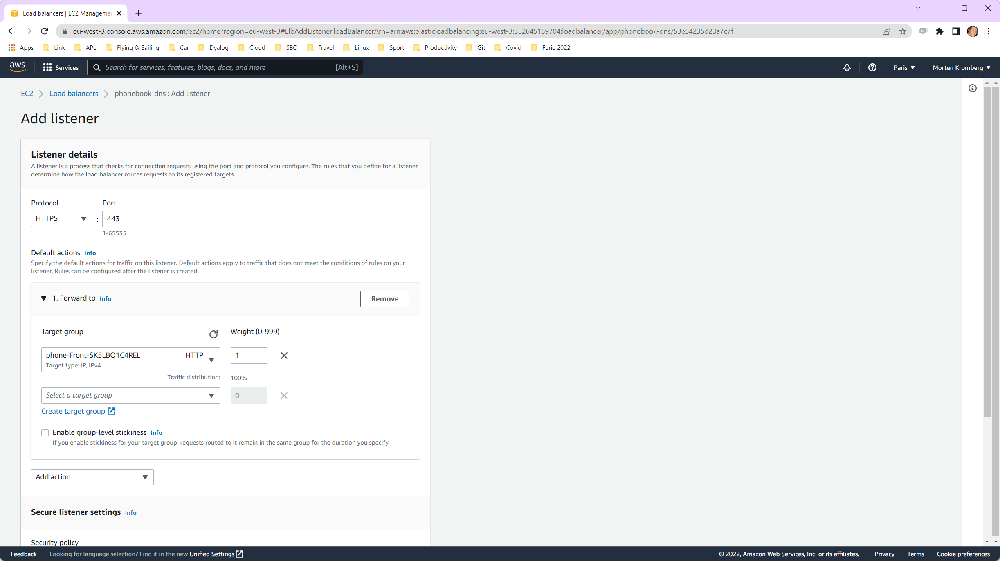 Load balancers | EC2 Manageme
eu-west-3.console.aws.amazon.com/ec2/home?region=eu-west-3#ElbAddListener:loadBalancerArn=arn:aws:elasticloadbalancing:eu-west-3:352645159704:loadbalancer/app/phonebook-dns/53e54235d23a7c7f
Apps Link APL Flying & Sailing Car Dyalog Cloud SBO Travel Linux Sport Productivity Git Covid Ferie 2022
aws Services Search for services, features, blogs, docs, and more [Alt+S] Paris Morten Kromberg
EC2 Load balancers phonebook-dns : Add listener
Add listener
Listener details
A listener is a process that checks for connection requests using the port and protocol you configure. The rules that you define for a listener
determine how the load balancer routes requests to its registered targets.
Protocol Port
HTTPS : 443
1-65535
Default actions Info
Specify the default actions for traffic on this listener. Default actions apply to traffic that does not meet the conditions of rules on your
listener. Rules can be configured after the listener is created.
1. Forward to Info Remove
Target group Weight (0-999)
phone-Front-SK5LBQ1C4REL HTTP 1
Target type: IP, IPv4
Traffic distribution: 100%
Select a target group 0
Create target group
Enable group-level stickiness Info
If you enable stickiness for your target group, requests routed to it remain in the same group for the duration you specify.
Add action
Secure listener settings Info
Security policy
Feedback Looking for language selection? Find it in the new Unified Settings © 2022, Amazon Web Services, Inc. or its affiliates. Privacy Terms Cookie preferences